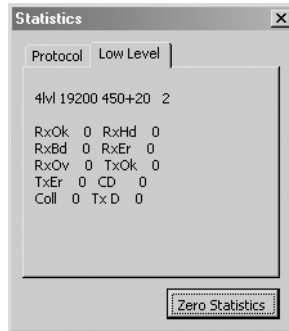 Statistics
Protocol Low Level
4lvl 19200 450+20 2
RxOk 0 RxHd 0
RxBd 0 RxEr 0
RxOv 0 TxOk 0
TxEr 0 CD 0
Coll 0 Tx D 0
Zero Statistics